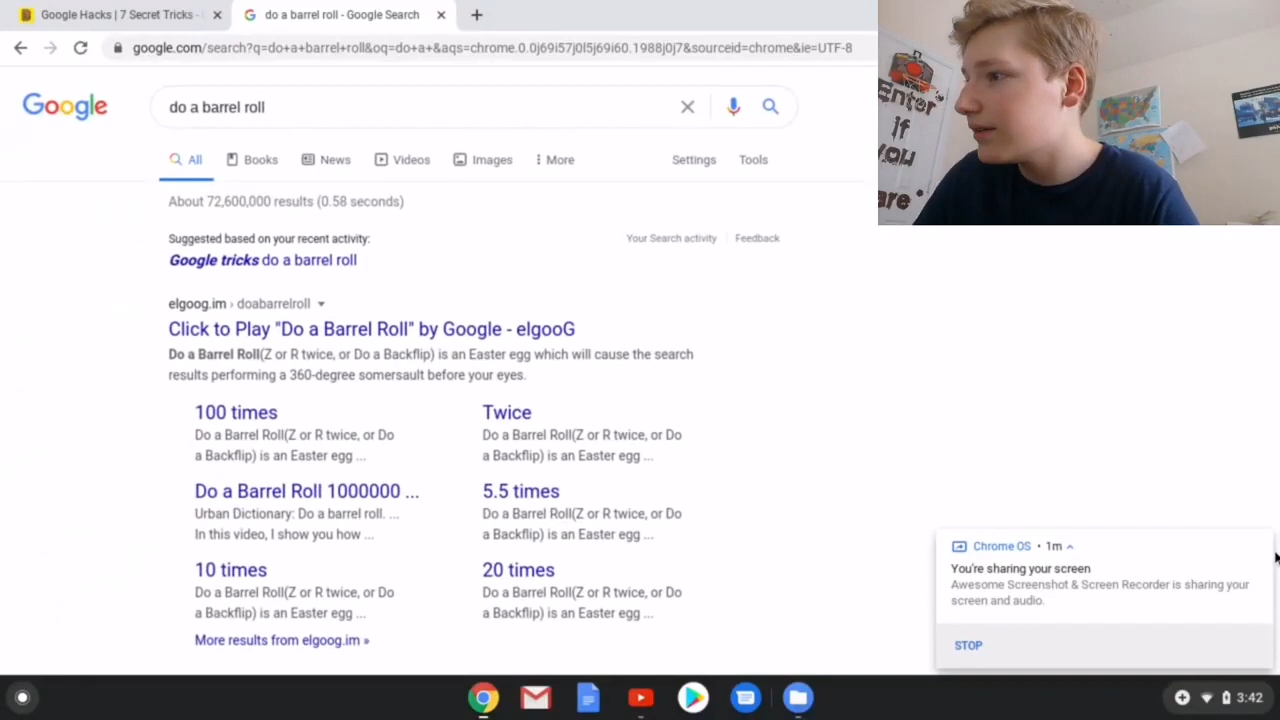 Google Hacks | 7 Secret Tricks -
do a barrel roll - Google Search
google.com/search?q=do+a+barrel+roll&oq=do+a+&aqs=chrome.0.0j69i57j0l5j69i60.1988j0j7&sourceid=chrome&ie=UTF-8
Google
do a barrel roll
All
Books
News
Videos
Images
More
Settings
Tools
About 72,600,000 results (0.58 seconds)
Suggested based on your recent activity:
Your Search activity
Feedback
Google tricks do a barrel roll
elgoog.im › doabarrelroll
Click to Play "Do a Barrel Roll" by Google - elgooG
Do a Barrel Roll(Z or R twice, or Do a Backflip) is an Easter egg which will cause the search
results performing a 360-degree somersault before your eyes.
100 times
Do a Barrel Roll(Z or R twice, or Do
a Backflip) is an Easter egg ...
Twice
Do a Barrel Roll(Z or R twice, or Do
a Backflip) is an Easter egg ...
Do a Barrel Roll 1000000 ...
Urban Dictionary: Do a barrel roll. ...
In this video, I show you how ...
5.5 times
Do a Barrel Roll(Z or R twice, or Do
a Backflip) is an Easter egg ...
10 times
Do a Barrel Roll(Z or R twice, or Do
a Backflip) is an Easter egg ...
20 times
Do a Barrel Roll(Z or R twice, or Do
a Backflip) is an Easter egg ...
More results from elgoog.im »
Enter
if
you
are
Chrome OS • 1m
You're sharing your screen
Awesome Screenshot & Screen Recorder is sharing your
screen and audio.
STOP
3:42